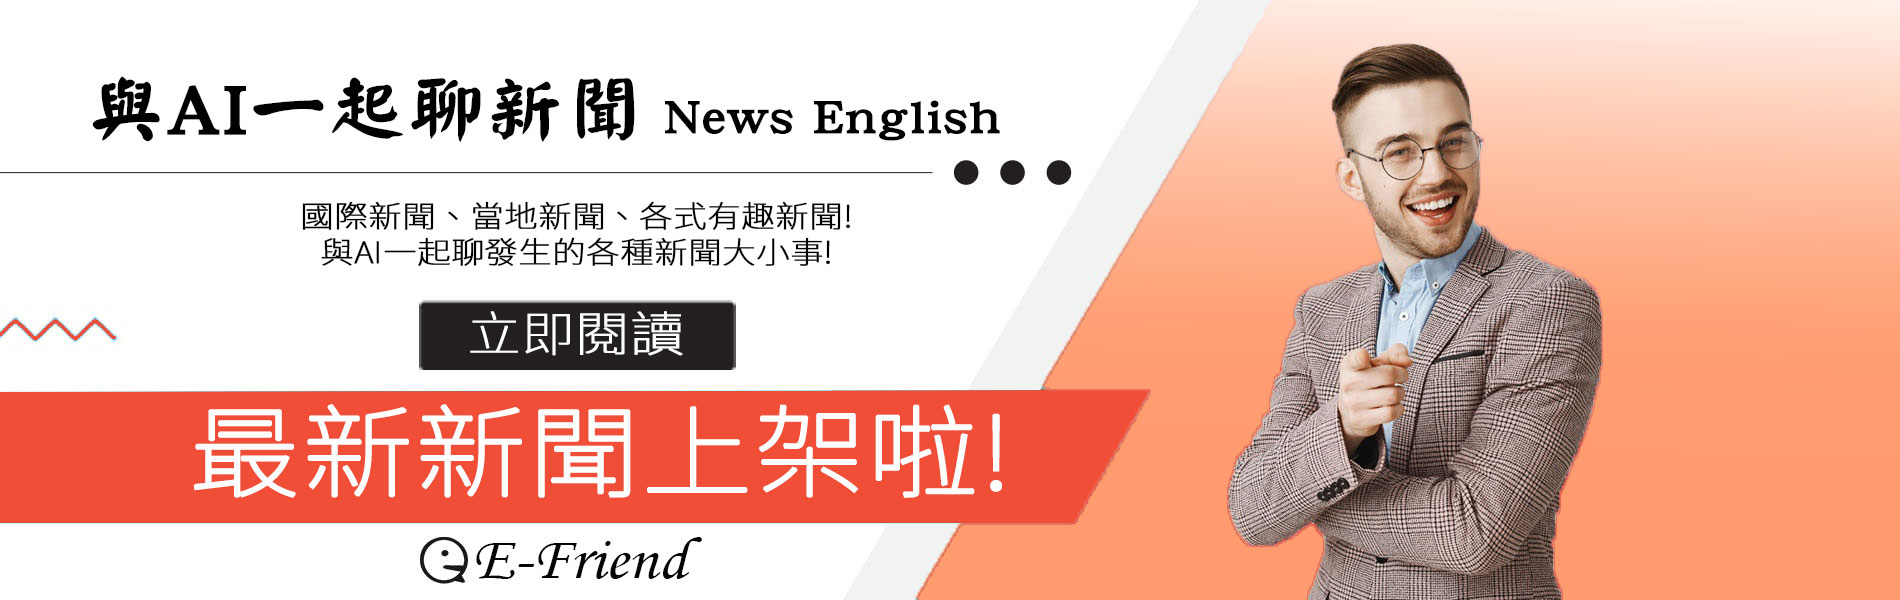 與AI一起聊新聞 News English
國際新聞、當地新聞、各式有趣新聞!
與AI一起聊發生的各種新聞大小事!
立即閱讀
最新新聞上架啦!
E-Friend